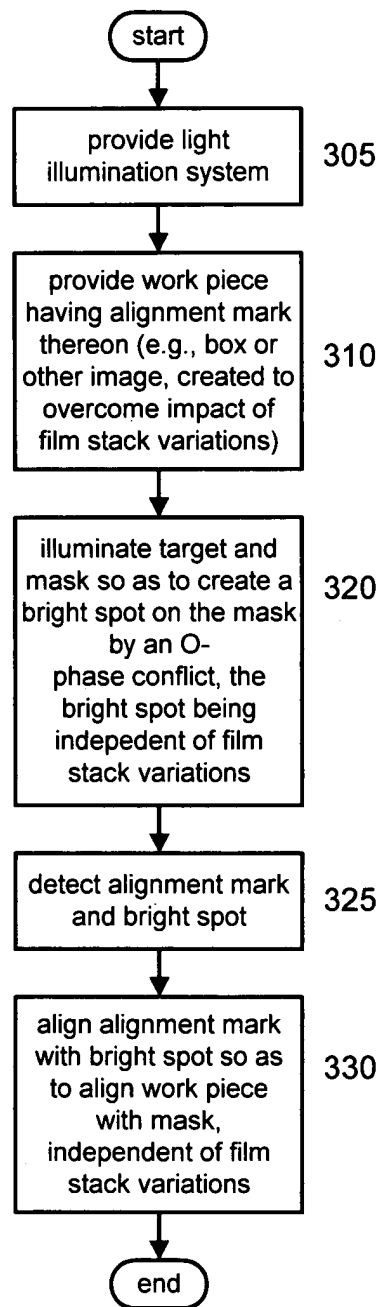 start
provide light
illumination system
305
provide work piece
having alignment mark
thereon (e.g., box or
other image, created to
overcome impact of
film stack variations)
310
illuminate target and
mask so as to create a
bright spot on the mask
by an O-
phase conflict, the
bright spot being
indepedent of film
stack variations
320
detect alignment mark
and bright spot
325
align alignment mark
with bright spot so as
to align work piece
with mask,
independent of film
stack variations
330
end